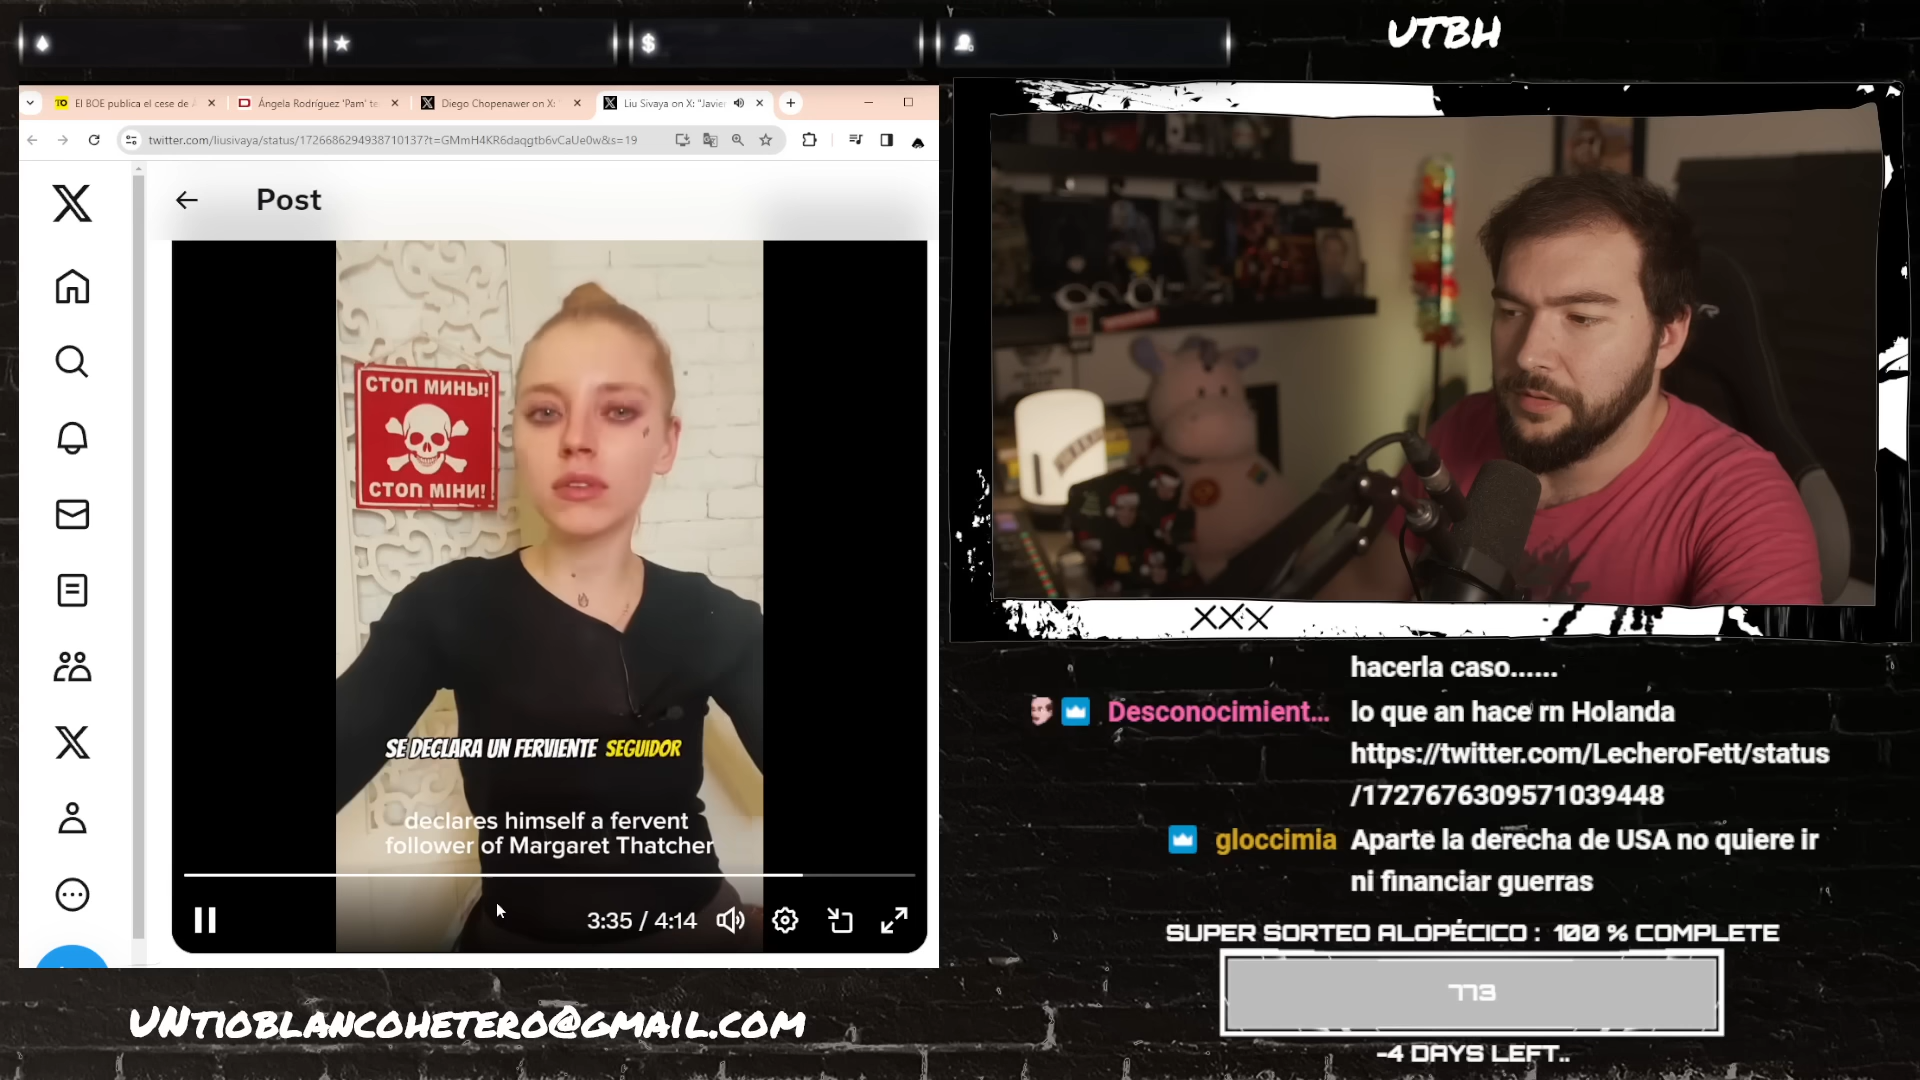 UTBH
El BOE publica el cese de
Ángela Rodríguez 'Pam' te
Diego Chopenawer on X:
Liu Sivaya on X: "Javie
twitter.com/liusivaya/status/1726686294938710137?t=GMmH4KR6daqgtb6vCaUe0w&s=19
Post
СТОП МИНЫ!
СТОП МІНИ!
SE DECLARA UN FERVIENTE SEGUIDOR
declares himself a fervent
follower of Margaret Thatcher
3:35 / 4:14
XXX
hacerla caso......
Desconocimient... lo que an hace rn Holanda
https://twitter.com/LecheroFett/status
/1727676309571039448
gloccimia Aparte la derecha de USA no quiere ir
ni financiar guerras
SUPER SORTEO ALOPÉCICO : 100 % COMPLETE
773
-4 DAYS LEFT..
UNTIOBLANCOHETERO@GMAIL.COM